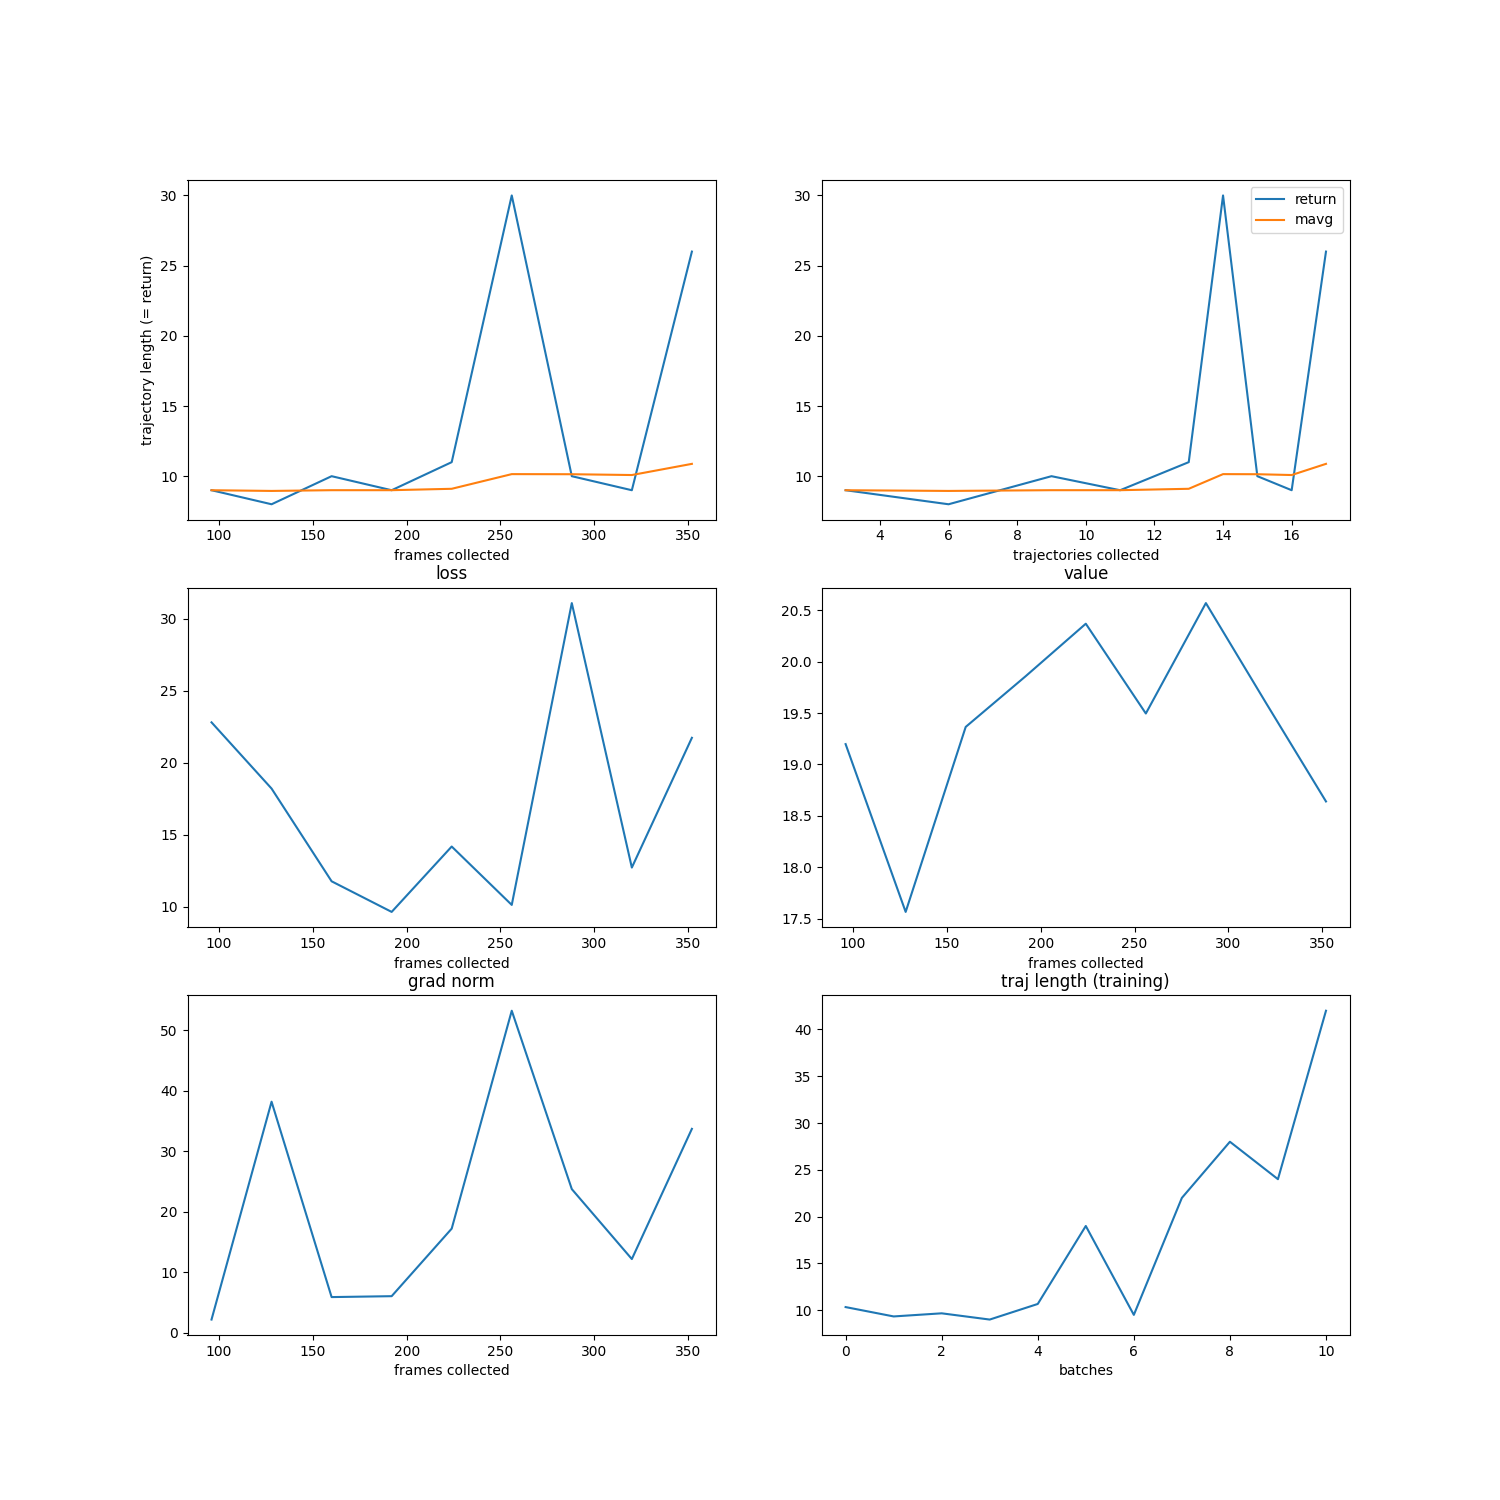 30
25
20
15
10
trajectory length (= return)
100 150 200 250 300 350
frames collected
30
25
20
15
10
return
mavg
4 6 8 10 12 14 16
trajectories collected
loss
30
25
20
15
10
100 150 200 250 300 350
frames collected
value
20.5
20.0
19.5
19.0
18.5
18.0
17.5
100 150 200 250 300 350
frames collected
grad norm
50
40
30
20
10
0
100 150 200 250 300 350
frames collected
traj length (training)
40
35
30
25
20
15
10
0 2 4 6 8 10
batches